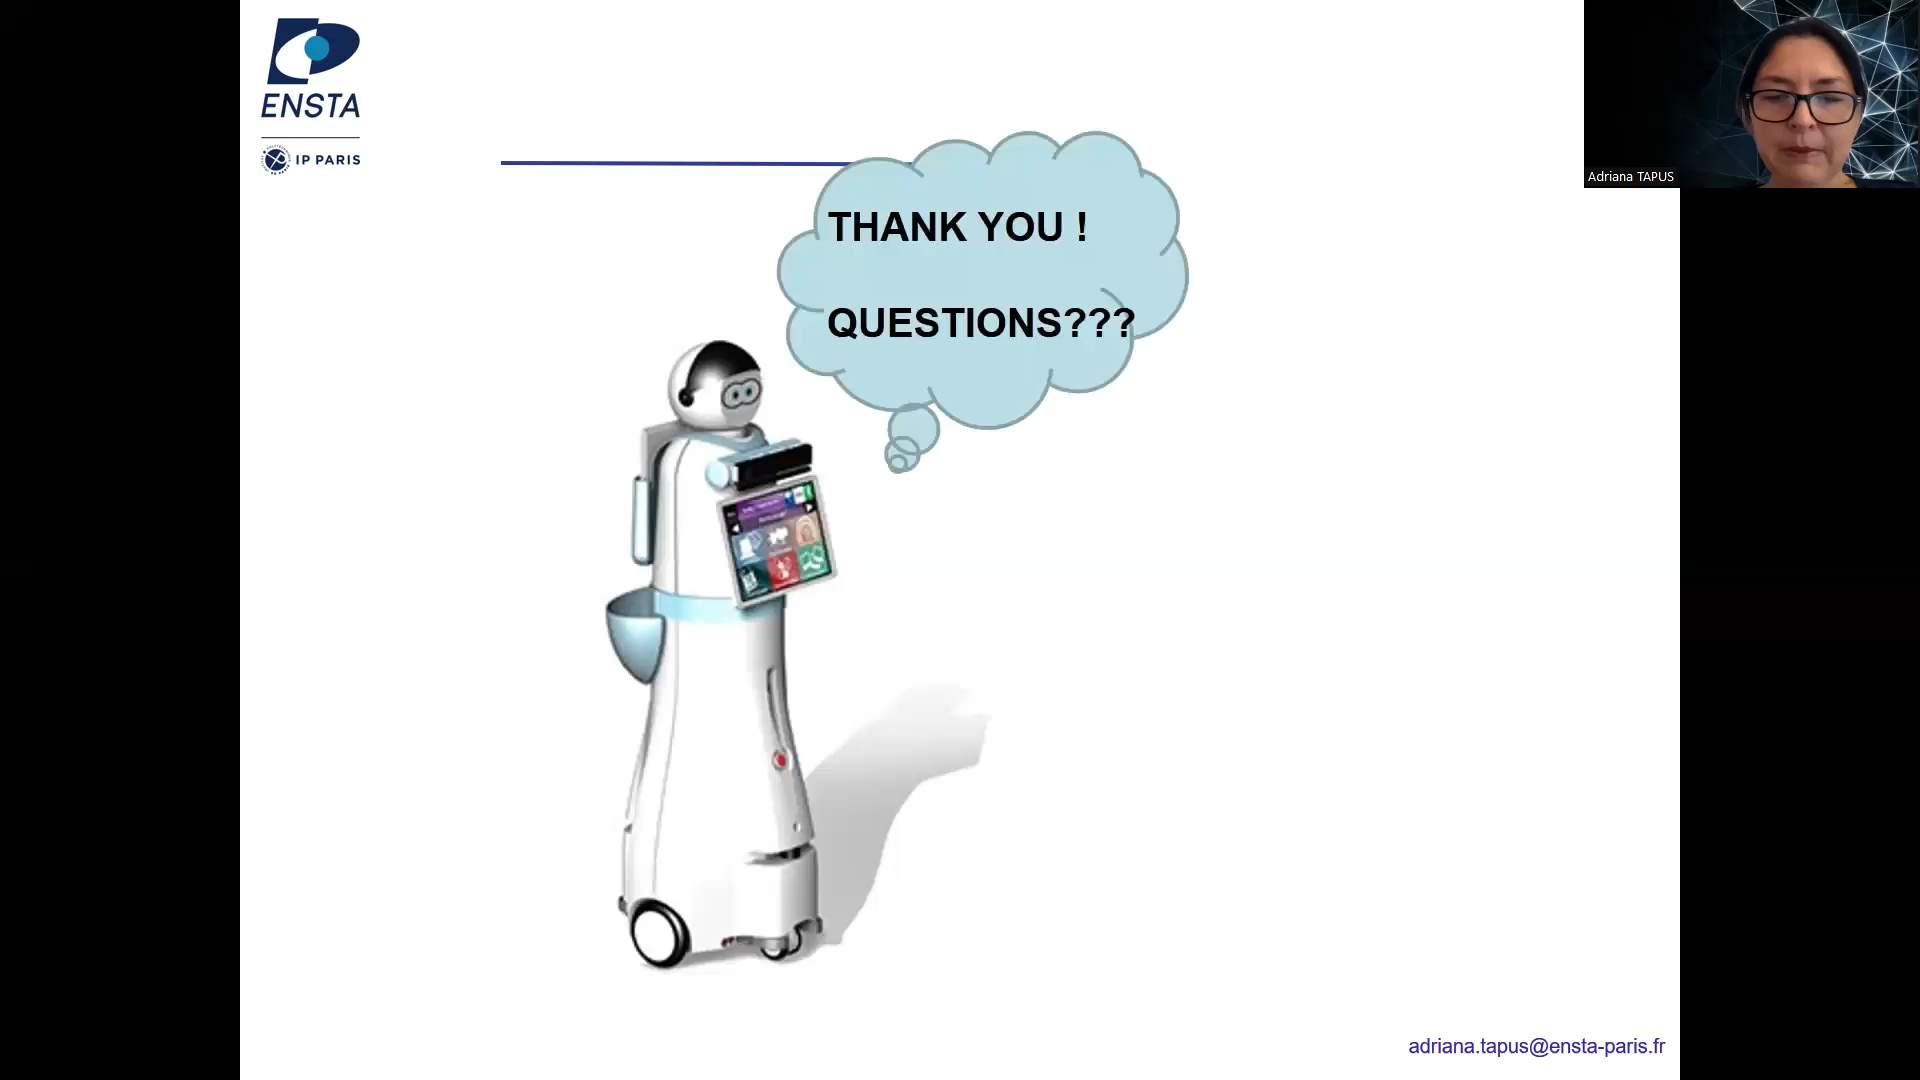 ENSTA
IP PARIS
THANK YOU !
QUESTIONS???
Adriana TAPUS
adriana.tapus@ensta-paris.fr